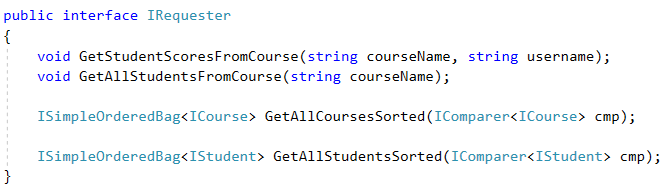 public interface IRequester
{
    void GetStudentScoresFromCourse(string courseName, string username);
    void GetAllStudentsFromCourse(string courseName);
    ISimpleOrderedBag<ICourse> GetAllCoursesSorted(IComparer<ICourse> cmp);
    ISimpleOrderedBag<IStudent> GetAllStudentsSorted(IComparer<IStudent> cmp);
}